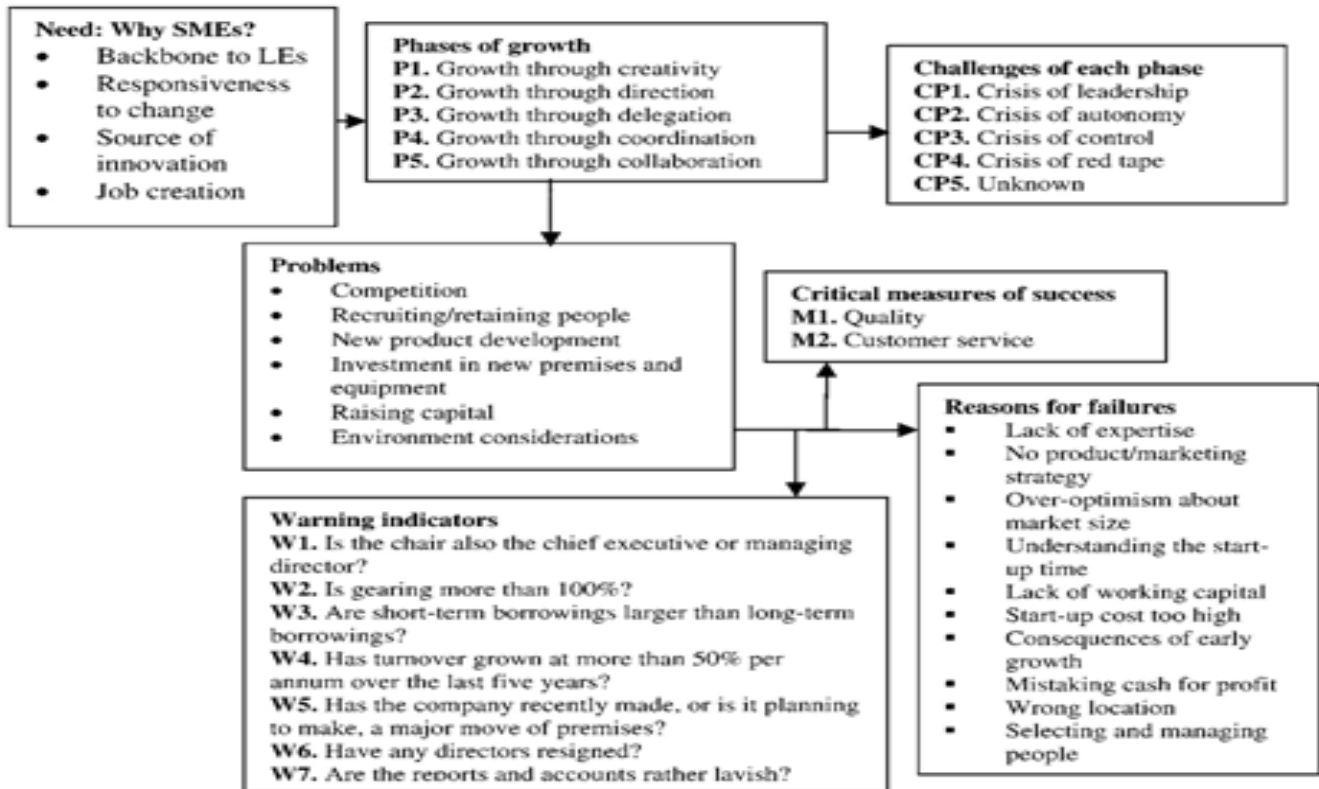 Need: Why SMEs?
• Backbone to LEs
• Responsiveness
to change
• Source of
innovation
• Job creation
Phases of growth
P1. Growth through creativity
P2. Growth through direction
P3. Growth through delegation
P4. Growth through coordination
P5. Growth through collaboration
Challenges of each phase
CP1. Crisis of leadership
CP2. Crisis of autonomy
CP3. Crisis of control
CP4. Crisis of red tape
CP5. Unknown
Problems
• Competition
• Recruiting/retaining people
• New product development
• Investment in new premises and
equipment
• Raising capital
• Environment considerations
Critical measures of success
M1. Quality
M2. Customer service
Reasons for failures
▪ Lack of expertise
▪ No product/marketing
strategy
▪ Over-optimism about
market size
▪ Understanding the start-
up time
▪ Lack of working capital
▪ Start-up cost too high
▪ Consequences of early
growth
▪ Mistaking cash for profit
▪ Wrong location
▪ Selecting and managing
people
Warning indicators
W1. Is the chair also the chief executive or managing
director?
W2. Is gearing more than 100%?
W3. Are short-term borrowings larger than long-term
borrowings?
W4. Has turnover grown at more than 50% per
annum over the last five years?
W5. Has the company recently made, or is it planning
to make, a major move of premises?
W6. Have any directors resigned?
W7. Are the reports and accounts rather lavish?